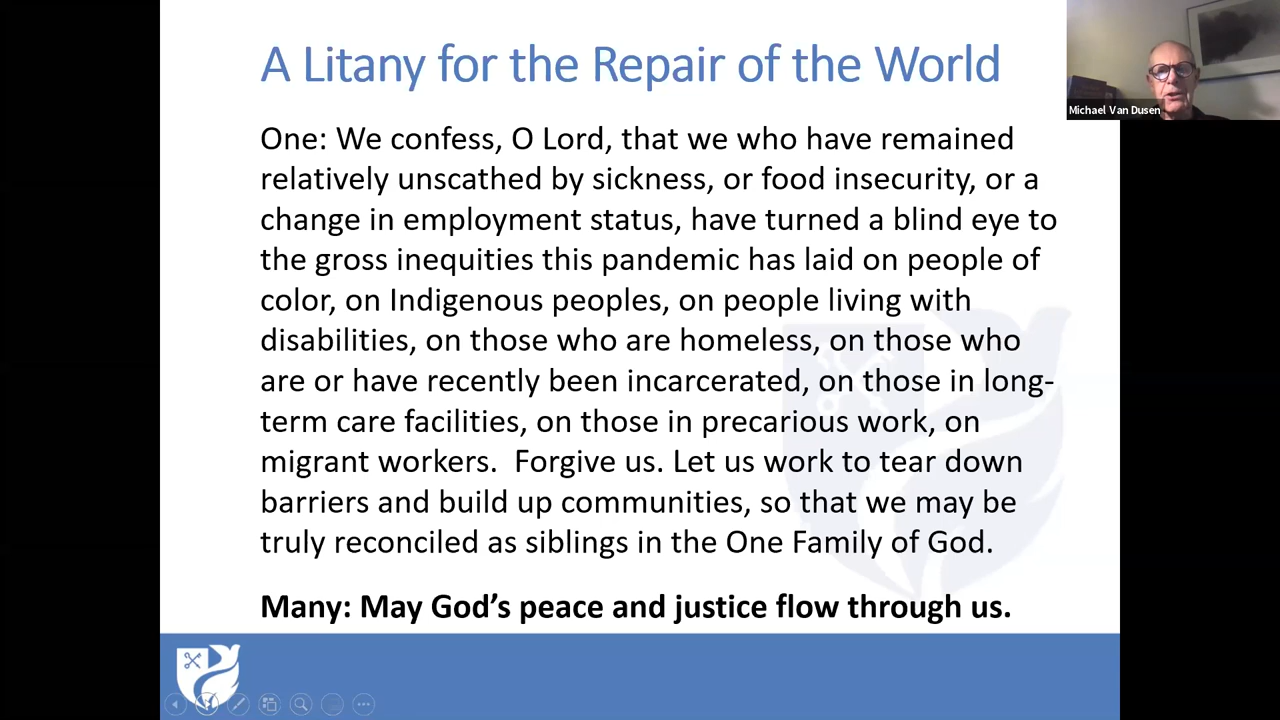 A Litany for the Repair of the World
One: We confess, O Lord, that we who have remained
relatively unscathed by sickness, or food insecurity, or a
change in employment status, have turned a blind eye to
the gross inequities this pandemic has laid on people of
color, on Indigenous peoples, on people living with
disabilities, on those who are homeless, on those who
are or have recently been incarcerated, on those in long-
term care facilities, on those in precarious work, on
migrant workers.  Forgive us. Let us work to tear down
barriers and build up communities, so that we may be
truly reconciled as siblings in the One Family of God.
Many: May God’s peace and justice flow through us.
Michael Van Dusen